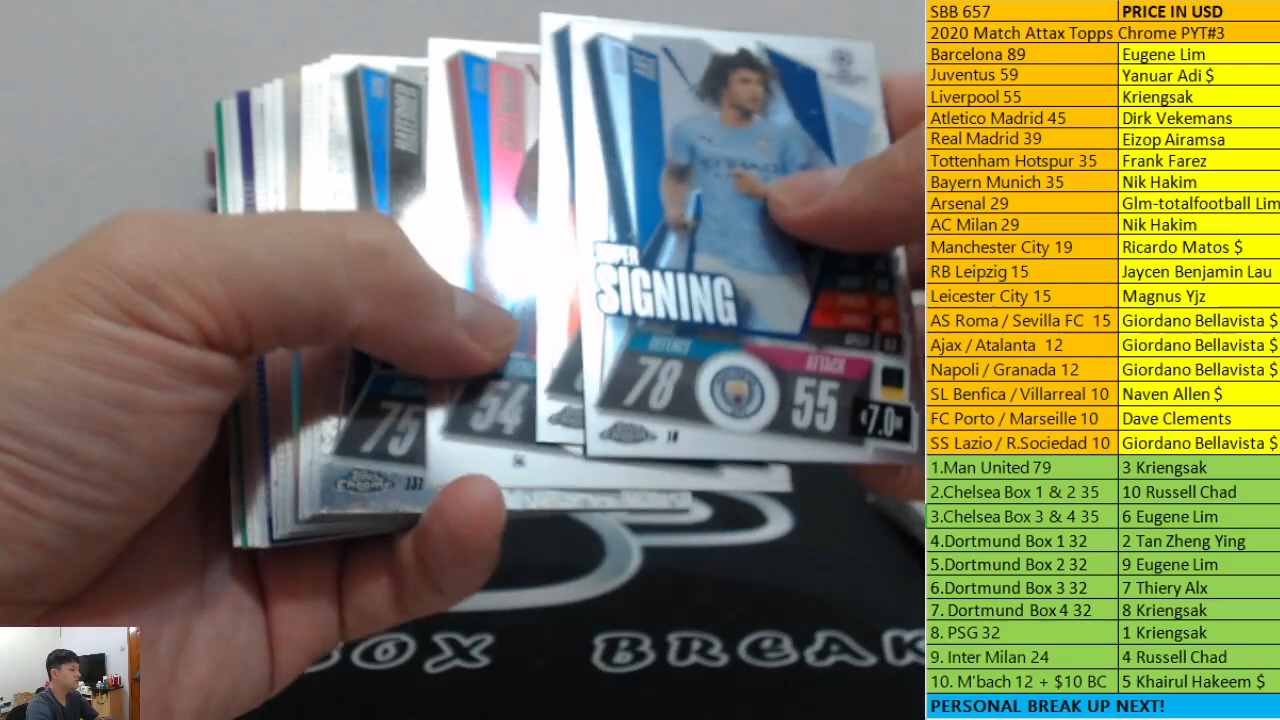 SBB 657 PRICE IN USD
2020 Match Attax Topps Chrome PYT#3
Barcelona 89 Eugene Lim
Juventus 59 Yanuar Adi $
Liverpool 55 Kriengsak
Atletico Madrid 45 Dirk Vekemans
Real Madrid 39 Eizop Airamsa
Tottenham Hotspur 35 Frank Farez
Bayern Munich 35 Nik Hakim
Arsenal 29 Glm-totalfootball Lim
AC Milan 29 Nik Hakim
Manchester City 19 Ricardo Matos $
RB Leipzig 15 Jaycen Benjamin Lau
Leicester City 15 Magnus Yjz
AS Roma / Sevilla FC 15 Giordano Bellavista $
Ajax / Atalanta 12 Giordano Bellavista $
Napoli / Granada 12 Giordano Bellavista $
SL Benfica / Villarreal 10 Naven Allen $
FC Porto / Marseille 10 Dave Clements
SS Lazio / R.Sociedad 10 Giordano Bellavista $
1.Man United 79 3 Kriengsak
2.Chelsea Box 1 & 2 35 10 Russell Chad
3.Chelsea Box 3 & 4 35 6 Eugene Lim
4.Dortmund Box 1 32 2 Tan Zheng Ying
5.Dortmund Box 2 32 9 Eugene Lim
6.Dortmund Box 3 32 7 Thiery Alx
7. Dortmund Box 4 32 8 Kriengsak
8. PSG 32 1 Kriengsak
9. Inter Milan 24 4 Russell Chad
10. M'bach 12 + $10 BC 5 Khairul Hakeem $
PERSONAL BREAK UP NEXT!
SUPER
SIGNING
DEFENCE ATTACK
78 55
€7.0M
54
75
BOX BREAK